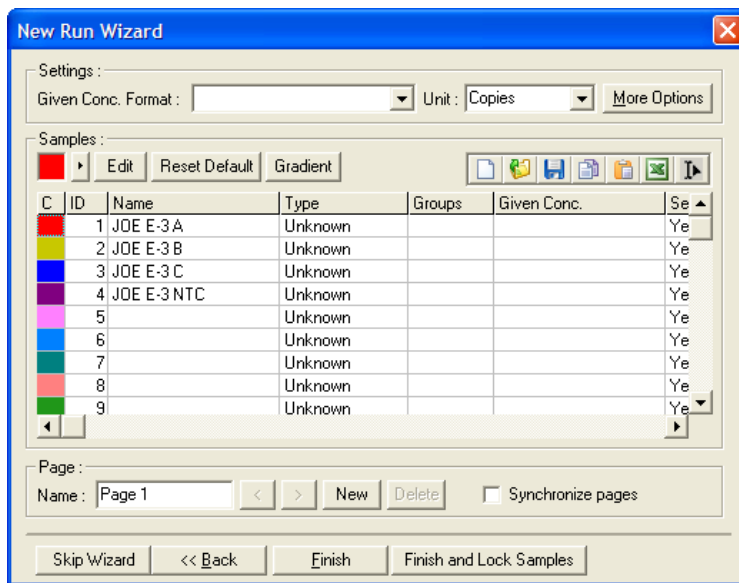 New Run Wizard
Settings :
Given Conc. Format : Unit : Copies More Options
Samples :
Edit Reset Default Gradient
C ID Name Type Groups Given Conc. Se
1 JOE E-3 A Unknown Ye
2 JOE E-3 B Unknown Ye
3 JOE E-3 C Unknown Ye
4 JOE E-3 NTC Unknown Ye
5 Unknown Ye
6 Unknown Ye
7 Unknown Ye
8 Unknown Ye
9 Unknown Ye
Page :
Name : Page 1 < > New Delete Synchronize pages
Skip Wizard << Back Finish Finish and Lock Samples